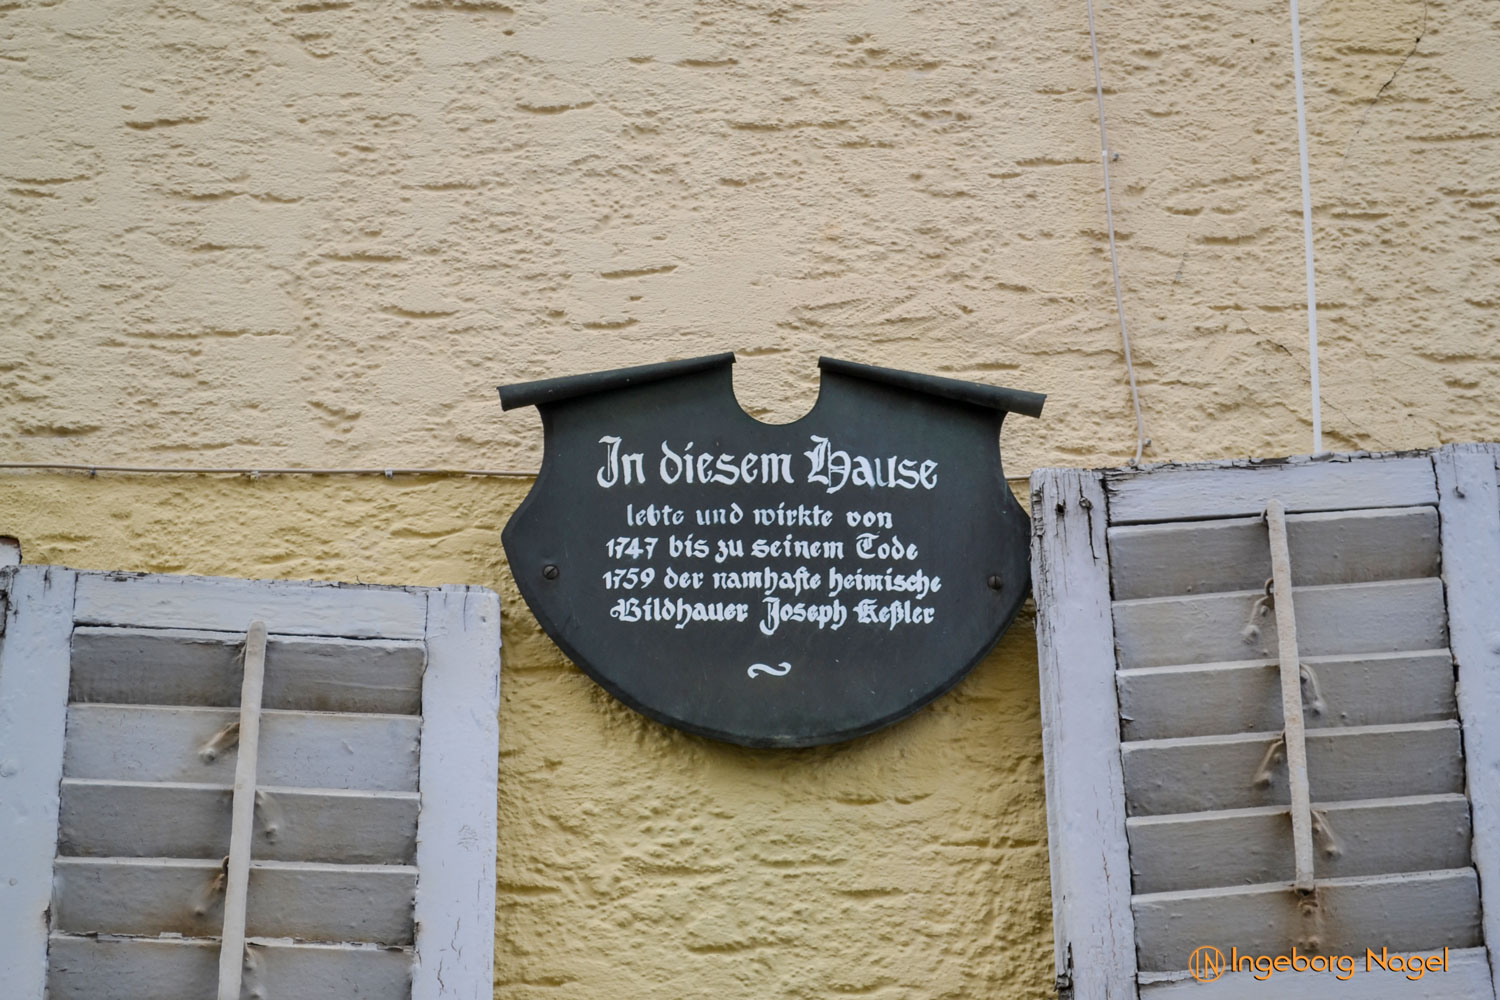 In diesem Hause
lebte und wirkte von
1747 bis zu seinem Tode
1759 der namhafte heimische
Bildhauer Joseph Keßler
IN Ingeborg Nagel